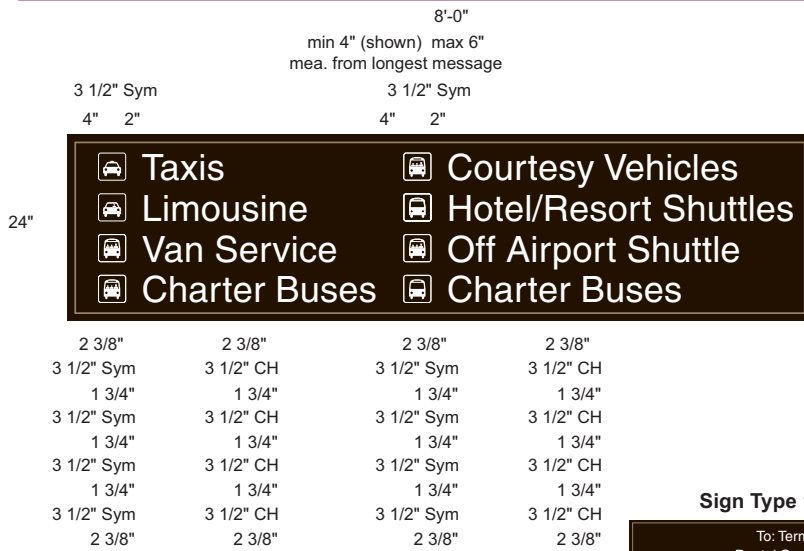 8'-0"
min 4" (shown) max 6"
mea. from longest message
3 1/2" Sym 3 1/2" Sym
4" 2" 4" 2"
24"
Taxis Courtesy Vehicles
Limousine Hotel/Resort Shuttles
Van Service Off Airport Shuttle
Charter Buses Charter Buses
2 3/8" 2 3/8" 2 3/8" 2 3/8"
3 1/2" Sym 3 1/2" CH 3 1/2" Sym 3 1/2" CH
1 3/4" 1 3/4" 1 3/4" 1 3/4"
3 1/2" Sym 3 1/2" CH 3 1/2" Sym 3 1/2" CH
1 3/4" 1 3/4" 1 3/4" 1 3/4"
3 1/2" Sym 3 1/2" CH 3 1/2" Sym 3 1/2" CH
1 3/4" 1 3/4" 1 3/4" 1 3/4"
3 1/2" Sym 3 1/2" CH 3 1/2" Sym 3 1/2" CH
2 3/8" 2 3/8" 2 3/8" 2 3/8"
Sign Type
To: Term